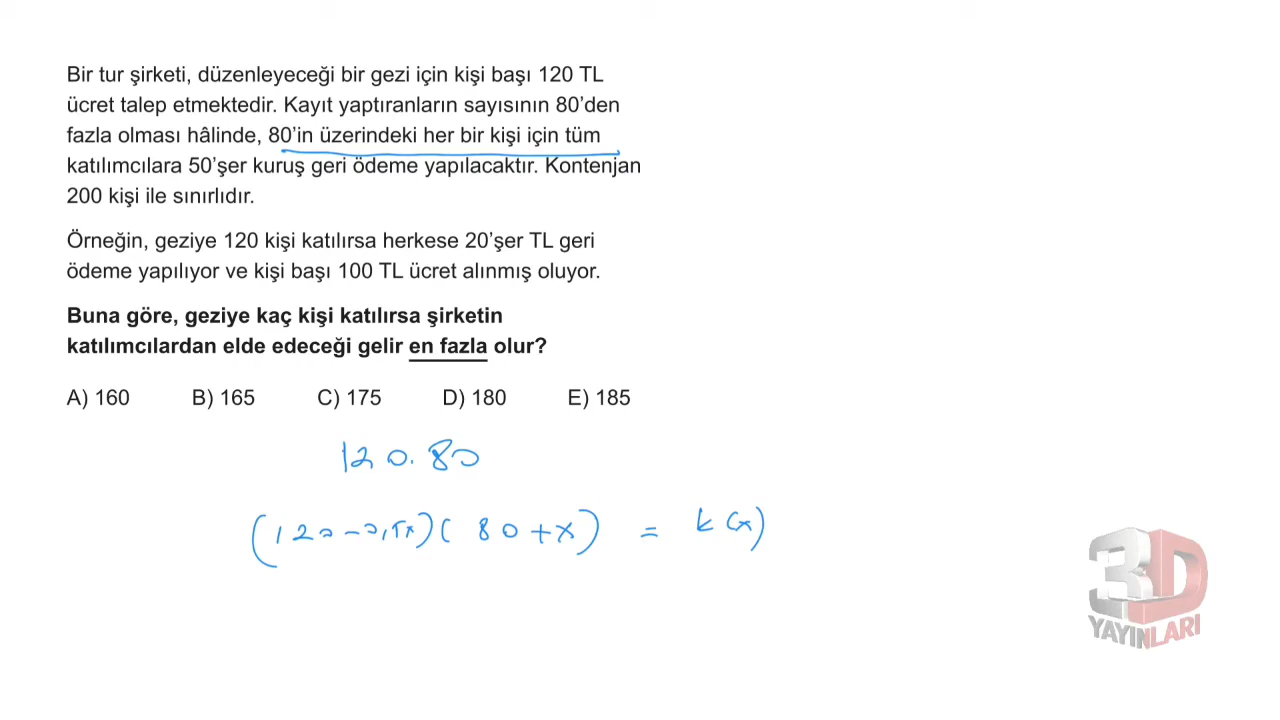 Bir tur şirketi, düzenleyeceği bir gezi için kişi başı 120 TL
ücret talep etmektedir. Kayıt yaptıranların sayısının 80’den
fazla olması hâlinde, 80’in üzerindeki her bir kişi için tüm
katılımcılara 50’şer kuruş geri ödeme yapılacaktır. Kontenjan
200 kişi ile sınırlıdır.
Örneğin, geziye 120 kişi katılırsa herkese 20’şer TL geri
ödeme yapılıyor ve kişi başı 100 TL ücret alınmış oluyor.
Buna göre, geziye kaç kişi katılırsa şirketin
katılımcılardan elde edeceği gelir en fazla olur?
A) 160 B) 165 C) 175 D) 180 E) 185
120.80
(120-0,5x)(80+x) = k(x)
3D
YAYINLARI